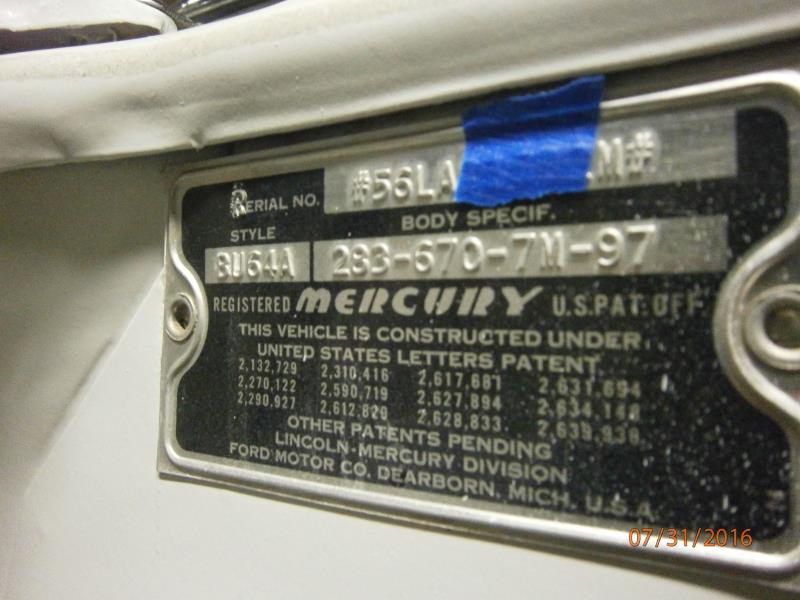 SERIAL NO. #56LA M#
STYLE BODY SPECIF.
BU64A 283-670-7M-97
REGISTERED MERCURY U.S.PAT.OFF
THIS VEHICLE IS CONSTRUCTED UNDER
UNITED STATES LETTERS PATENT
2,132,729 2,310,416 2,617,681 2,631,694
2,270,122 2,590,719 2,627,894 2,634,148
2,290,927 2,612,820 2,628,833. 2,639,930
OTHER PATENTS PENDING
LINCOLN-MERCURY DIVISION
FORD MOTOR CO. DEARBORN, MICH. U.S.A.
07/31/2016